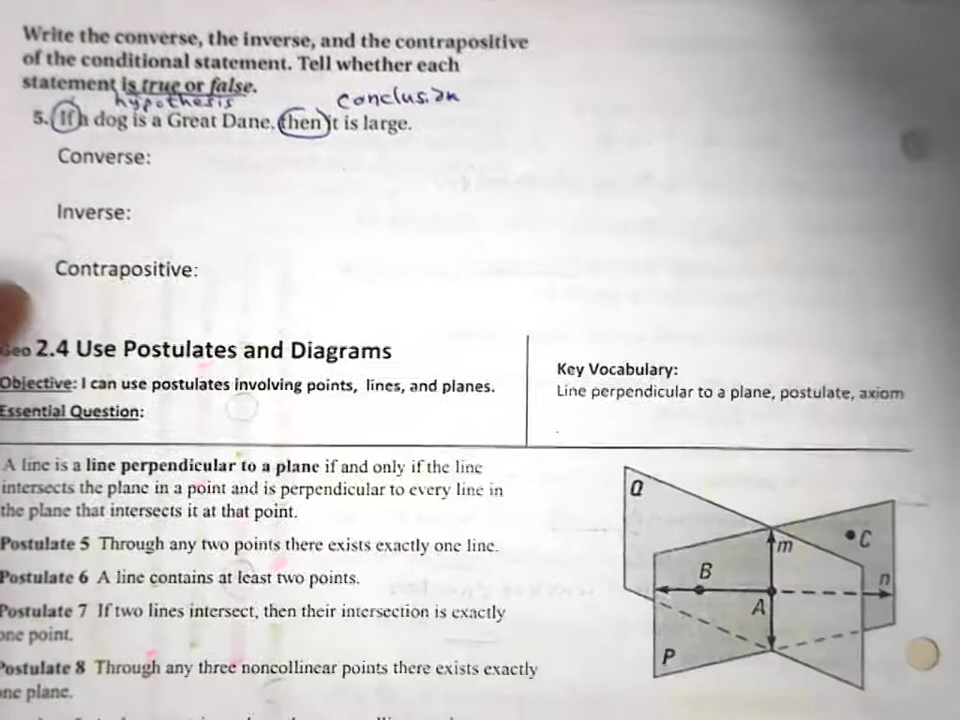 Write the converse, the inverse, and the contrapositive
of the conditional statement. Tell whether each
statement is true or false.
hypothesis conclusion
5. If a dog is a Great Dane, then it is large.
Converse:
Inverse:
Contrapositive:
Geo 2.4 Use Postulates and Diagrams
Objective: I can use postulates involving points, lines, and planes.
Essential Question:
Key Vocabulary:
Line perpendicular to a plane, postulate, axiom
A line is a line perpendicular to a plane if and only if the line
intersects the plane in a point and is perpendicular to every line in
the plane that intersects it at that point.
Postulate 5 Through any two points there exists exactly one line.
Postulate 6 A line contains at least two points.
Postulate 7 If two lines intersect, then their intersection is exactly
one point.
Postulate 8 Through any three noncollinear points there exists exactly
one plane.
Q
m
C
B
n
A
P